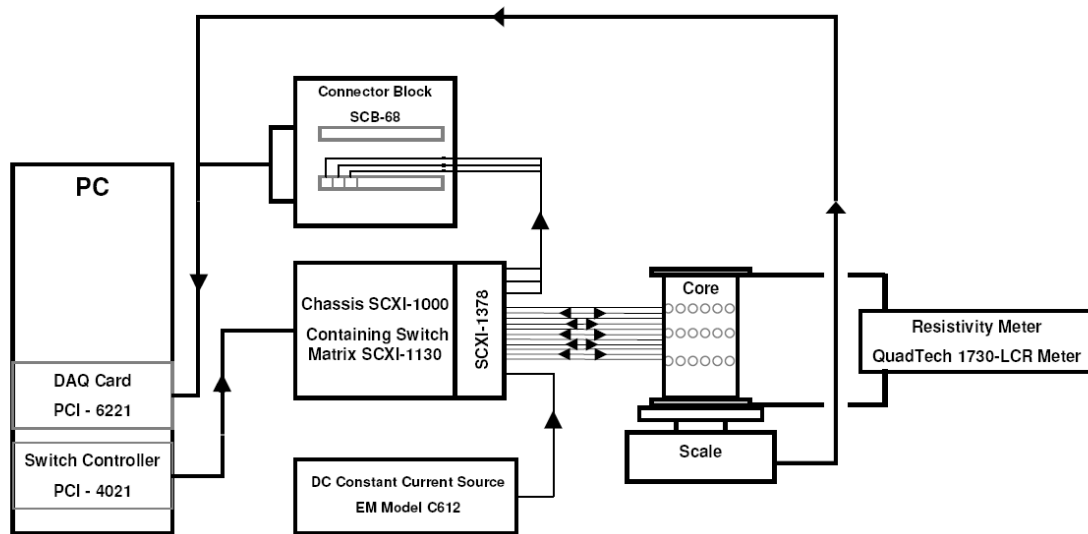 Connector Block
SCB-68
PC
DAQ Card
PCI - 6221
Switch Controller
PCI - 4021
Chassis SCXI-1000
Containing Switch
Matrix SCXI-1130
SCXI-1378
DC Constant Current Source
EM Model C612
Core
Scale
Resistivity Meter
QuadTech 1730-LCR Meter